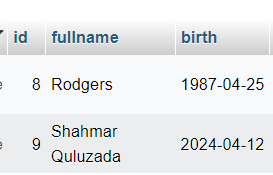 id fullname birth
8 Rodgers 1987-04-25
9 Shahmar Quluzada 2024-04-12